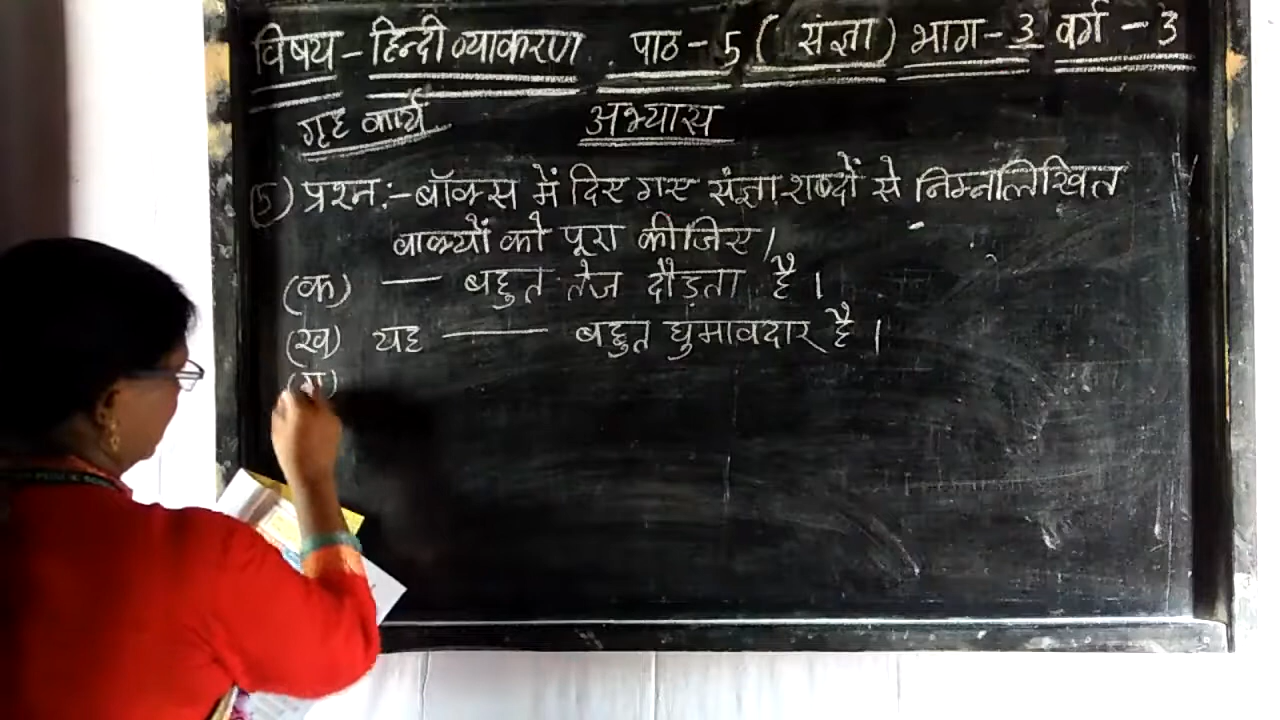 विषय - हिन्दी व्याकरण . पाठ - 5 ( संज्ञा ) भाग - 3 वर्ग - 3
गृह कार्य अभ्यास
(5) प्रश्न :- बॉक्स में दिए गए संज्ञा शब्दों से निम्नलिखित
वाक्यों को पूरा कीजिए।
(क) — बहुत तेज दौड़ता है।
(ख) यह —— बहुत घुमावदार है।
(ग)